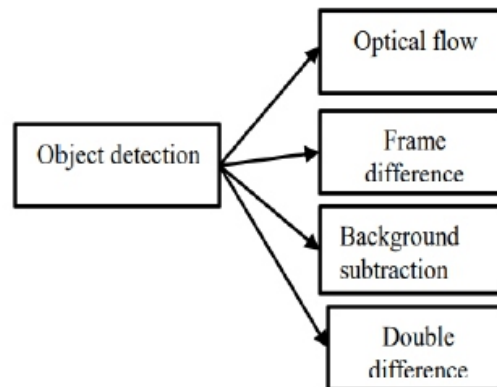 Optical flow
Object detection
Frame
difference
Background
subtraction
Double
difference